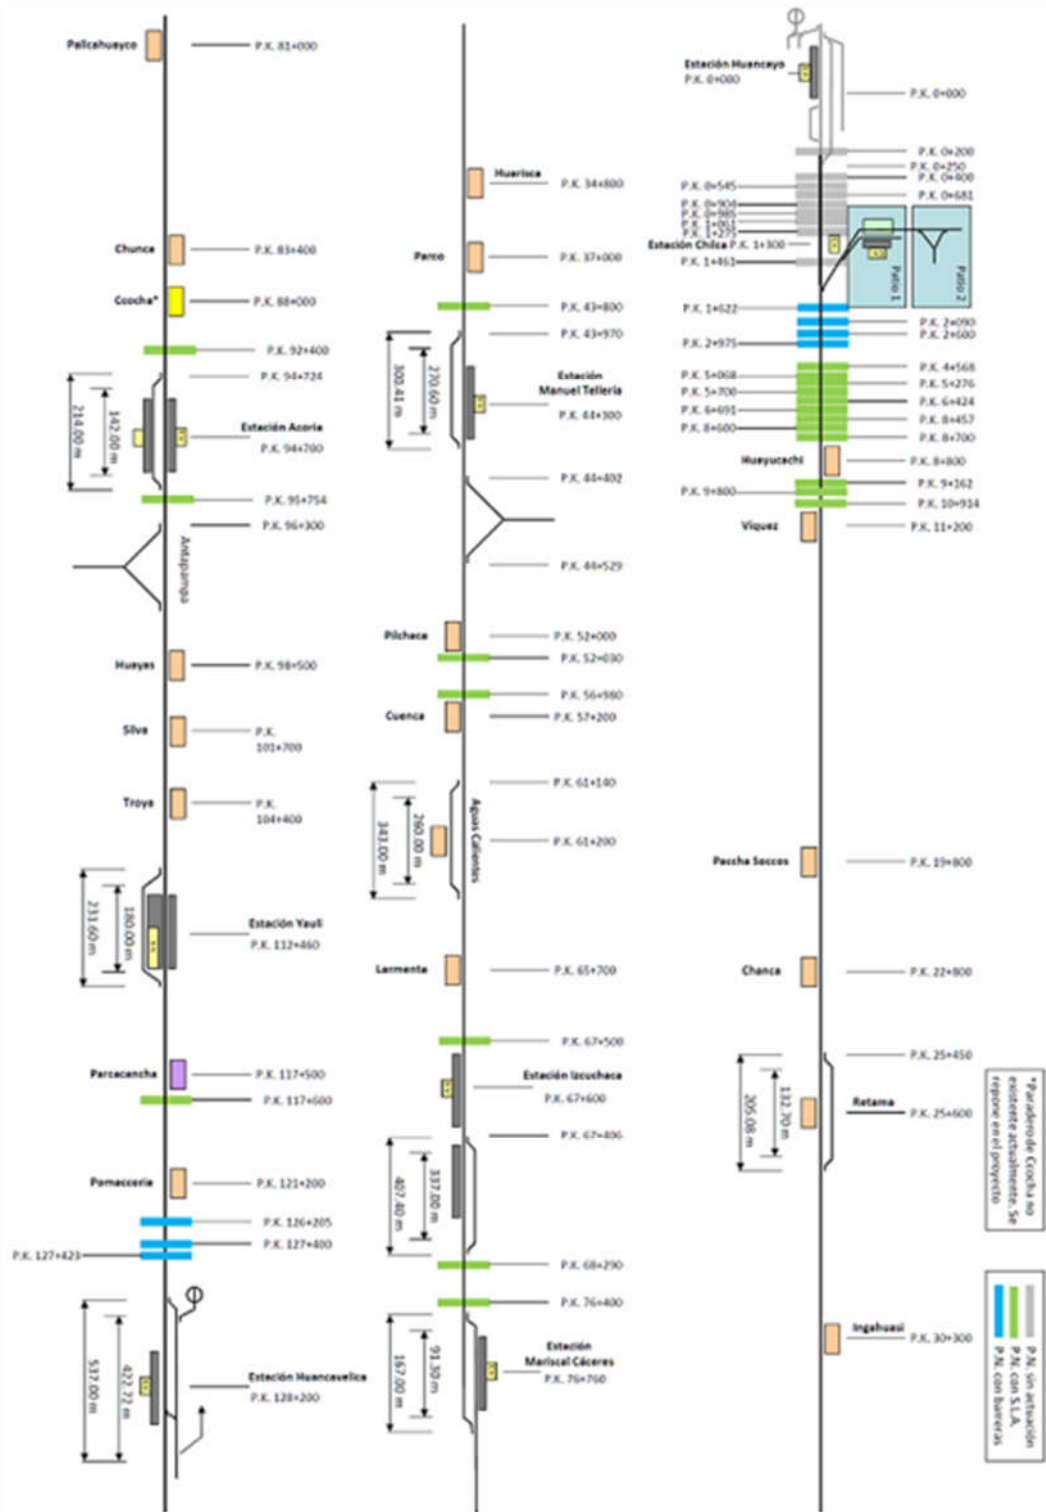 Estación Huancayo
P.K. 0+000
P.K. 0+000
P.K. 0+200
P.K. 0+250
P.K. 0+400
P.K. 0+545
P.K. 0+681
P.K. 0+904
P.K. 0+986
P.K. 1+061
P.K. 1+275
Estación Chilca P.K. 1+300
P.K. 1+461
Patio 1
Patio 2
P.K. 1+622
P.K. 2+090
P.K. 2+600
P.K. 2+975
P.K. 4+568
P.K. 5+068
P.K. 5+276
P.K. 5+700
P.K. 6+424
P.K. 6+691
P.K. 8+457
P.K. 8+600
P.K. 8+700
Huayucachi
P.K. 8+800
P.K. 9+162
P.K. 9+800
P.K. 10+914
Viquez
P.K. 11+200
Paccha Soccos
P.K. 19+800
Chanca
P.K. 22+800
P.K. 25+450
Retama
P.K. 25+600
132.70 m
205.08 m
Ingahuasi
P.K. 30+300
*Paradero de Ccocha no
existente actualmente. Se
repone en el proyecto
P.N. sin actuación
P.N. con S.L.A.
P.N. con barreras
Huarisca
P.K. 34+800
Parco
P.K. 37+000
P.K. 43+800
P.K. 43+970
270.60 m
300.41 m
Estación
Manuel Tellería
P.K. 44+300
P.K. 44+402
P.K. 44+529
Pilchaca
P.K. 52+000
P.K. 52+030
P.K. 56+980
Cuenca
P.K. 57+200
P.K. 61+140
Aguas Calientes
P.K. 61+200
260.00 m
343.00 m
Larmenta
P.K. 65+700
P.K. 67+500
Estación Izcuchaca
P.K. 67+600
P.K. 67+406
337.00 m
407.40 m
P.K. 68+290
P.K. 76+400
91.30 m
167.00 m
Estación
Mariscal Cáceres
P.K. 76+760
Palcahuayco
P.K. 81+000
Chunca
P.K. 83+400
Ccocha*
P.K. 88+000
P.K. 92+400
P.K. 94+724
142.00 m
214.00 m
Estación Acoria
P.K. 94+780
P.K. 95+754
P.K. 96+300
Antapampa
Huayas
P.K. 98+500
Silva
P.K.
101+700
Troya
P.K.
104+400
180.00 m
231.60 m
Estación Yauli
P.K. 112+460
Parcacancha
P.K. 117+500
P.K. 117+600
Pomaccoria
P.K. 121+200
P.K. 126+205
P.K. 127+400
P.K. 127+423
422.72 m
537.00 m
Estación Huancavelica
P.K. 128+200